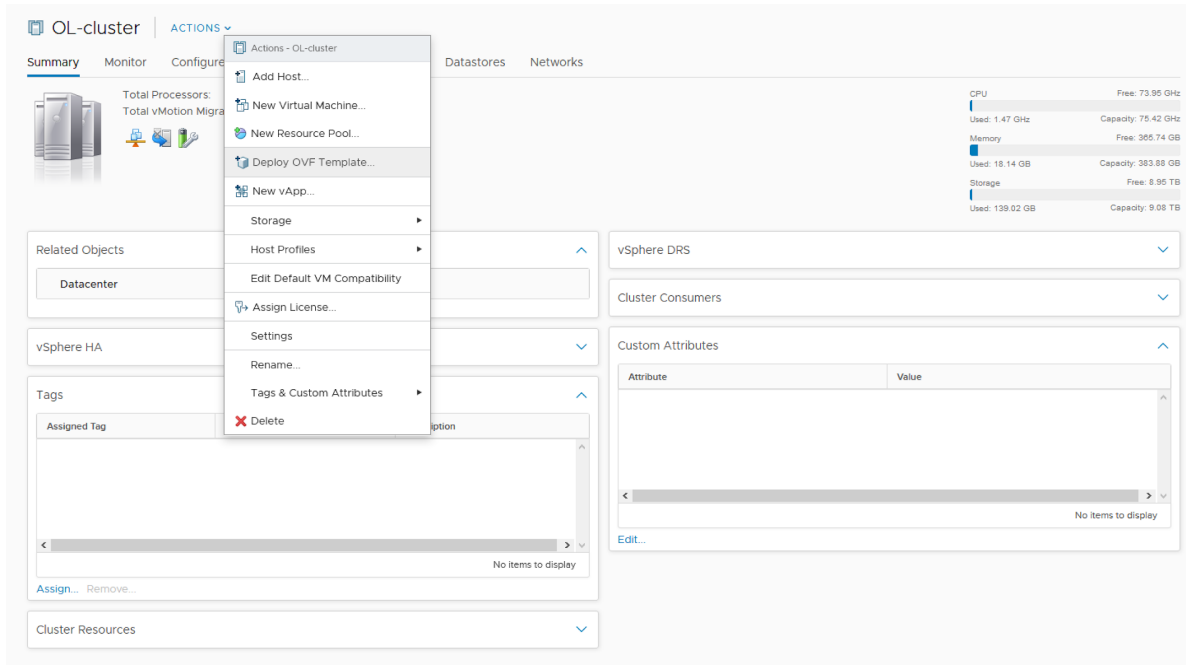 OL-cluster
ACTIONS
Summary Monitor Configure Datastores Networks
Actions - OL-cluster
Add Host...
New Virtual Machine...
New Resource Pool...
Deploy OVF Template...
New vApp...
Storage
Host Profiles
Edit Default VM Compatibility
Assign License...
Settings
Rename...
Tags & Custom Attributes
Delete
Total Processors:
Total vMotion Migra
CPU Free: 73.95 GHz
Used: 1.47 GHz Capacity: 75.42 GHz
Memory Free: 365.74 GB
Used: 18.14 GB Capacity: 383.88 GB
Storage Free: 8.95 TB
Used: 139.02 GB Capacity: 9.08 TB
Related Objects
Datacenter
vSphere HA
Tags
Assigned Tag iption
No items to display
Assign... Remove...
Cluster Resources
vSphere DRS
Cluster Consumers
Custom Attributes
Attribute Value
No items to display
Edit...